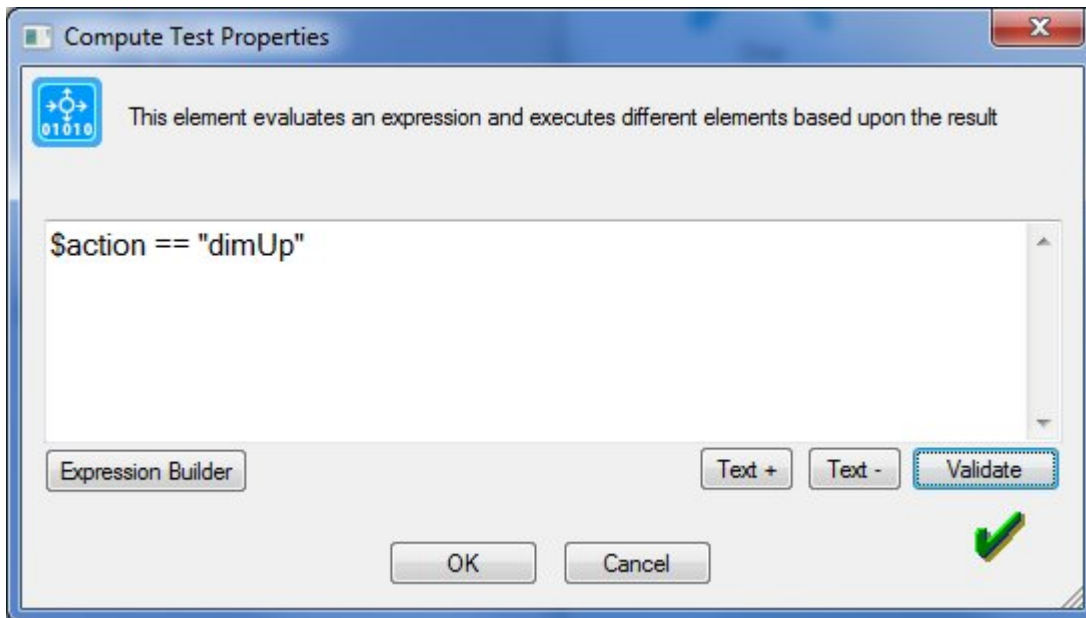 Compute Test Properties
01010
This element evaluates an expression and executes different elements based upon the result
$action == "dimUp"
Expression Builder
Text +
Text -
Validate
OK
Cancel